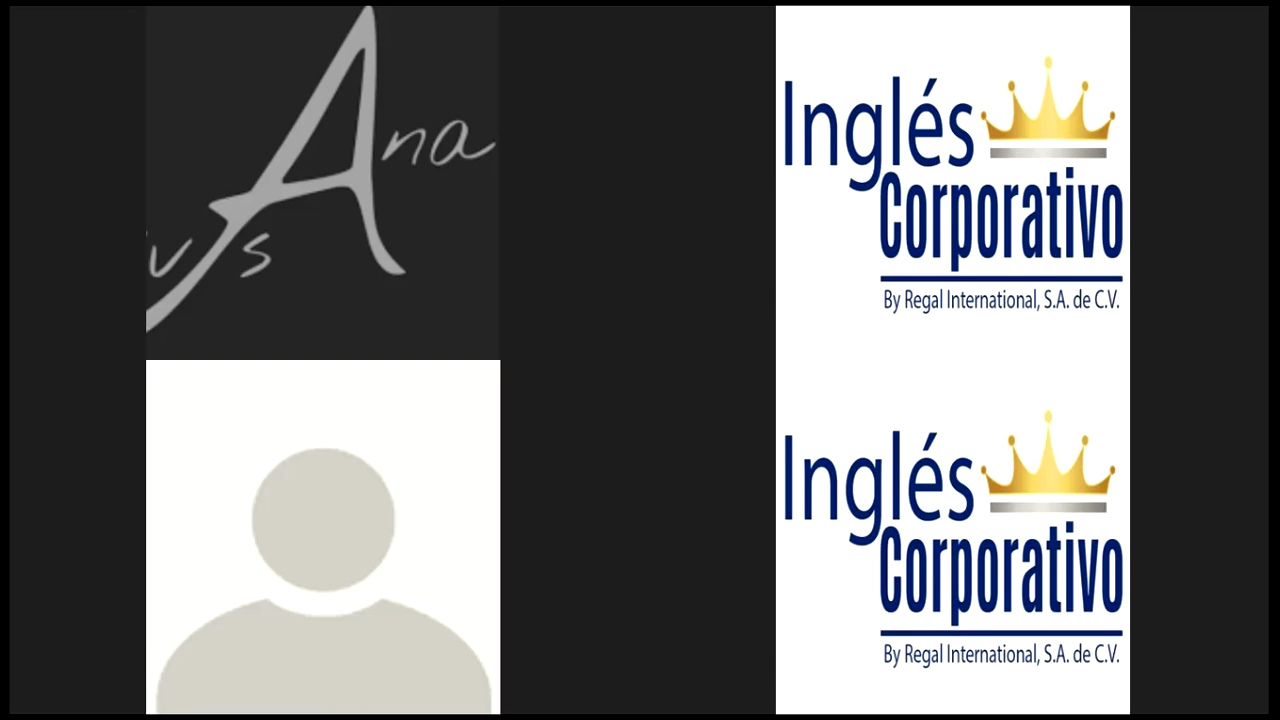 Ana
Inglés
Corporativo
By Regal International, S.A. de C.V.
Inglés
Corporativo
By Regal International, S.A. de C.V.